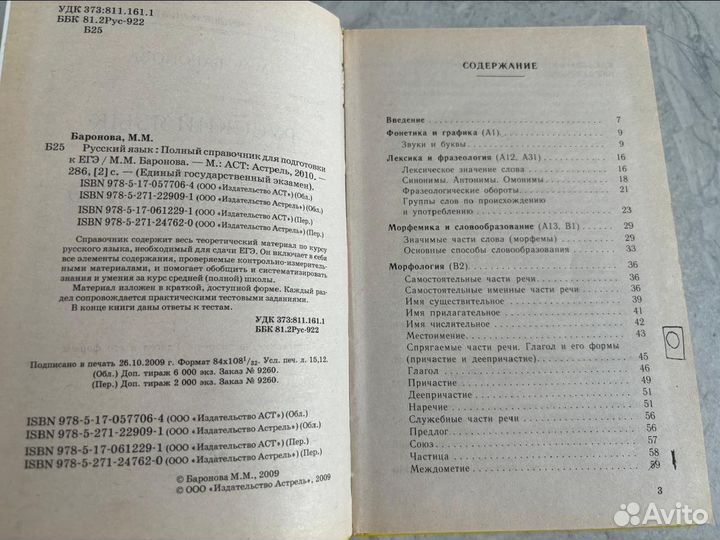 УДК 373:811.161.1
ББК 81.2Рус-922
Б25
Баронова, М.М.
Б25 Русский язык : Полный справочник для подготовки
к ЕГЭ / М.М. Баронова. — М.: АСТ: Астрель, 2010. —
286, [2] с. — (Единый государственный экзамен).
ISBN 978-5-17-057706-4 (ООО «Издательство АСТ») (Обл.)
ISBN 978-5-271-22909-1 (ООО «Издательство Астрель») (Обл.)
ISBN 978-5-17-061229-1 (ООО «Издательство АСТ») (Пер.)
ISBN 978-5-271-24762-0 (ООО «Издательство Астрель») (Пер.)
Справочник содержит весь теоретический материал по курсу
русского языка, необходимый для сдачи ЕГЭ. Он включает в себя
все элементы содержания, проверяемые контрольно-измеритель-
ными материалами, и помогает обобщить и систематизировать
знания и умения за курс средней (полной) школы.
Материал изложен в краткой, доступной форме. Каждый раз-
дел сопровождается практическими тестовыми заданиями.
В конце книги даны ответы к тестам.
УДК 373:811.161.1
ББК 81.2Рус-922
Подписано в печать 26.10.2009 г. Формат 84x108¹/₃₂. Усл. печ. л. 15,12.
(Обл.) Доп. тираж 6 000 экз. Заказ № 9260.
(Пер.) Доп. тираж 2 000 экз. Заказ № 9260.
ISBN 978-5-17-057706-4 (ООО «Издательство АСТ») (Обл.)
ISBN 978-5-271-22909-1 (ООО «Издательство Астрель») (Обл.)
ISBN 978-5-17-061229-1 (ООО «Издательство АСТ») (Пер.)
ISBN 978-5-271-24762-0 (ООО «Издательство Астрель») (Пер.)
© Баронова М.М., 2009
© ООО «Издательство Астрель», 2009
СОДЕРЖАНИЕ
Введение 7
Фонетика и графика (А1) 9
Звуки и буквы 9
Лексика и фразеология (А12, А31) 16
Лексическое значение слова 16
Синонимы. Антонимы. Омонимы 18
Фразеологические обороты 21
Группы слов по происхождению
и употреблению 23
Морфемика и словообразование (А13, В1) 29
Значимые части слова (морфемы) 29
Основные способы словообразования 33
Морфология (В2) 36
Самостоятельные части речи 36
Самостоятельные именные части речи 36
Имя существительное 36
Имя прилагательное 39
Имя числительное 41
Местоимение 43
Спрягаемые части речи. Глагол и его формы
(причастие и деепричастие) 45
Глагол 46
Причастие 49
Деепричастие 51
Наречие 51
Служебные части речи 56
Предлог 56
Союз 57
Частица 58
Междометие 59
3
Avito